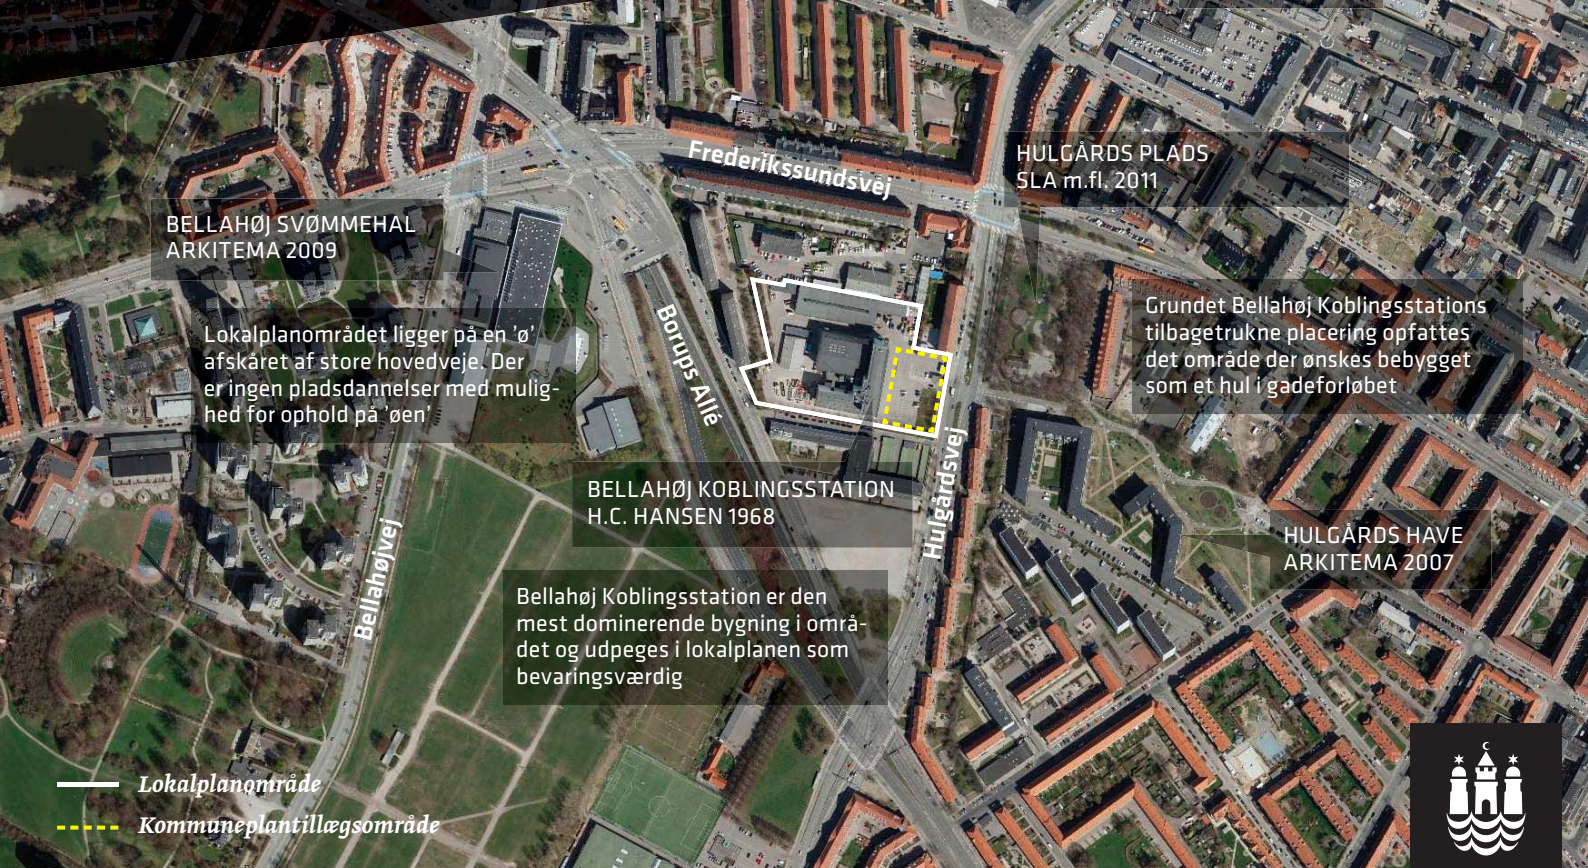 Frederikssundsvej
HULGÅRDS PLADS
SLA m.fl. 2011
BELLAHØJ SVØMMEHAL
ARKITEMA 2009
Lokalplanområdet ligger på en ’ø’
afskåret af store hovedveje. Der
er ingen pladsdannelser med mulig-
hed for ophold på ’øen’
Borups Allé
Grundet Bellahøj Koblingsstations
tilbagetrukne placering opfattes
det område der ønskes bebygget
som et hul i gadeforløbet
BELLAHØJ KOBLINGSSTATION
H.C. HANSEN 1968
Hulgårdsvej
HULGÅRDS HAVE
ARKITEMA 2007
Bellahøjvej
Bellahøj Koblingsstation er den
mest dominerende bygning i områ-
det og udpeges i lokalplanen som
bevaringsværdig
Lokalplanområde
Kommuneplantillægsområde